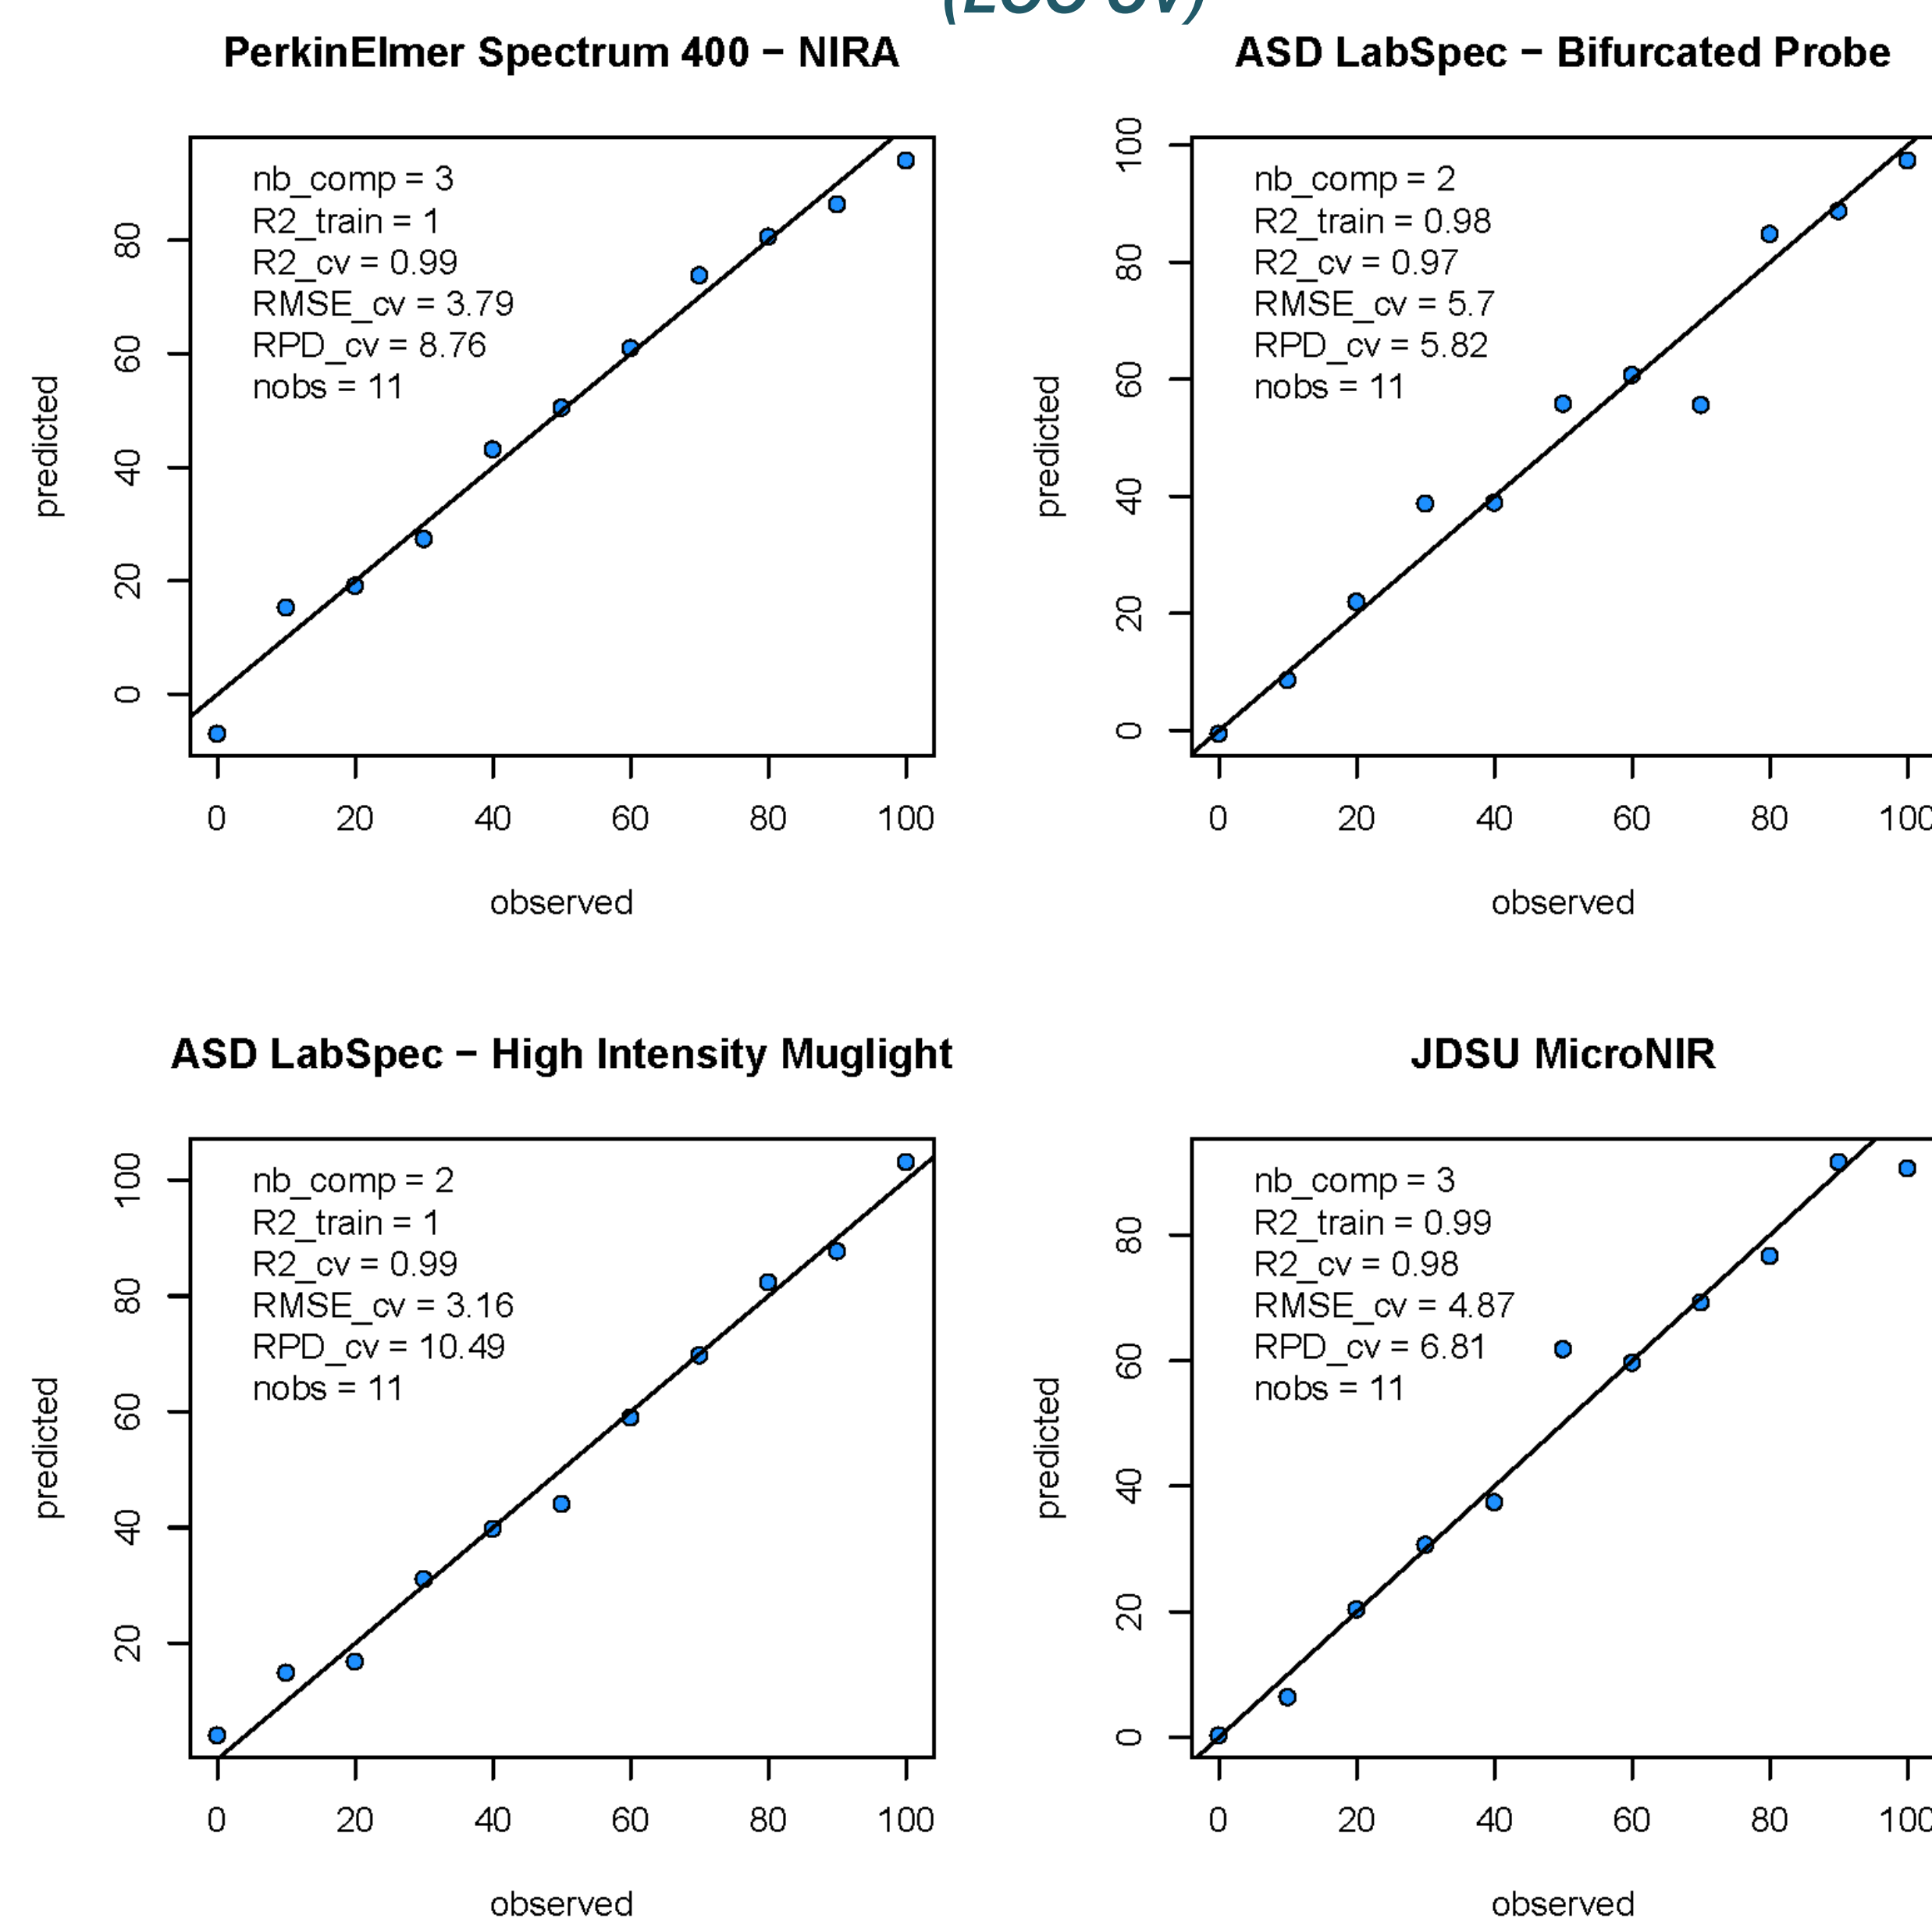 (LOO CV)
PerkinElmer Spectrum 400 − NIRA
nb_comp = 3
R2_train = 1
R2_cv = 0.99
RMSE_cv = 3.79
RPD_cv = 8.76
nobs = 11
80
60
40
20
0
predicted
0 20 40 60 80 100
observed
ASD LabSpec − Bifurcated Probe
nb_comp = 2
R2_train = 0.98
R2_cv = 0.97
RMSE_cv = 5.7
RPD_cv = 5.82
nobs = 11
100
80
60
40
20
0
predicted
0 20 40 60 80 100
observed
ASD LabSpec − High Intensity Muglight
nb_comp = 2
R2_train = 1
R2_cv = 0.99
RMSE_cv = 3.16
RPD_cv = 10.49
nobs = 11
100
80
60
40
20
predicted
0 20 40 60 80 100
observed
JDSU MicroNIR
nb_comp = 3
R2_train = 0.99
R2_cv = 0.98
RMSE_cv = 4.87
RPD_cv = 6.81
nobs = 11
80
60
40
20
0
predicted
0 20 40 60 80 100
observed